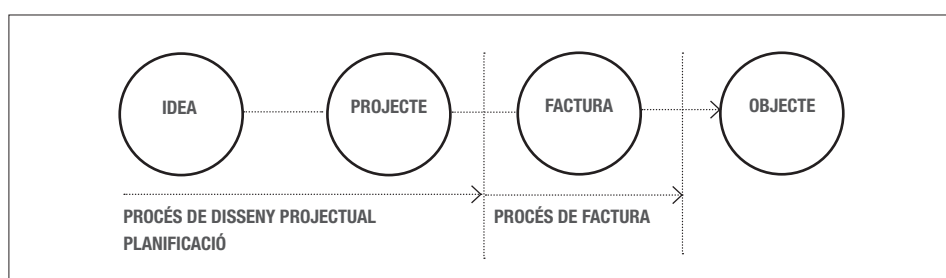 IDEA
PROJECTE
FACTURA
OBJECTE
PROCÉS DE DISSENY PROJECTUAL
PLANIFICACIÓ
PROCÉS DE FACTURA